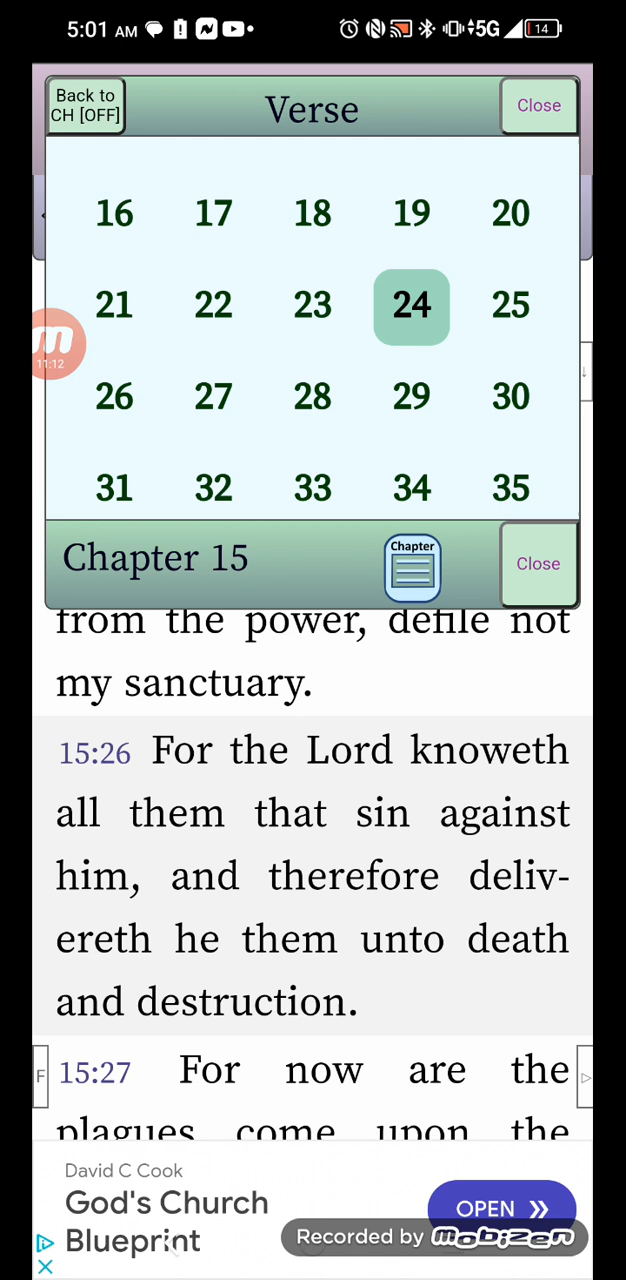 5:01 AM 5G 14
Back to
CH [OFF]
Verse
Close
16 17 18 19 20
21 22 23 24 25
11:12
26 27 28 29 30
31 32 33 34 35
Chapter 15
Chapter
Close
from the power, defile not
my sanctuary.
15:26 For the Lord knoweth
all them that sin against
him, and therefore deliv-
ereth he them unto death
and destruction.
F
15:27 For now are the
plagues come upon the
David C Cook
God's Church
Blueprint
OPEN
Recorded by mobizen